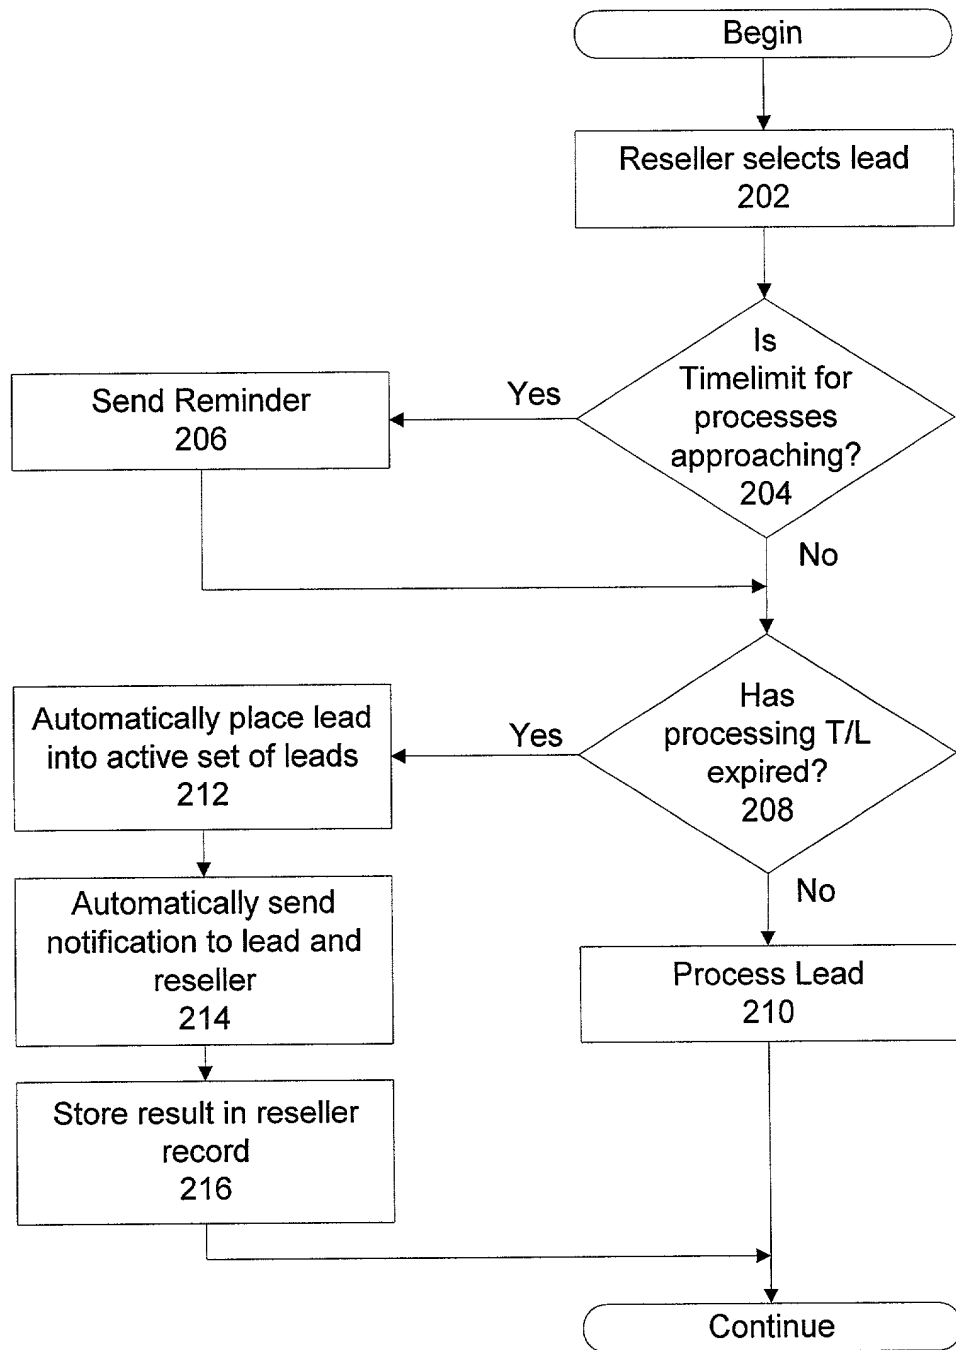 Begin
Reseller selects lead
202
Is
Timelimit for
processes
approaching?
204
Yes
Send Reminder
206
No
Has
processing T/L
expired?
208
Yes
Automatically place lead
into active set of leads
212
Automatically send
notification to lead and
reseller
214
No
Process Lead
210
Store result in reseller
record
216
Continue